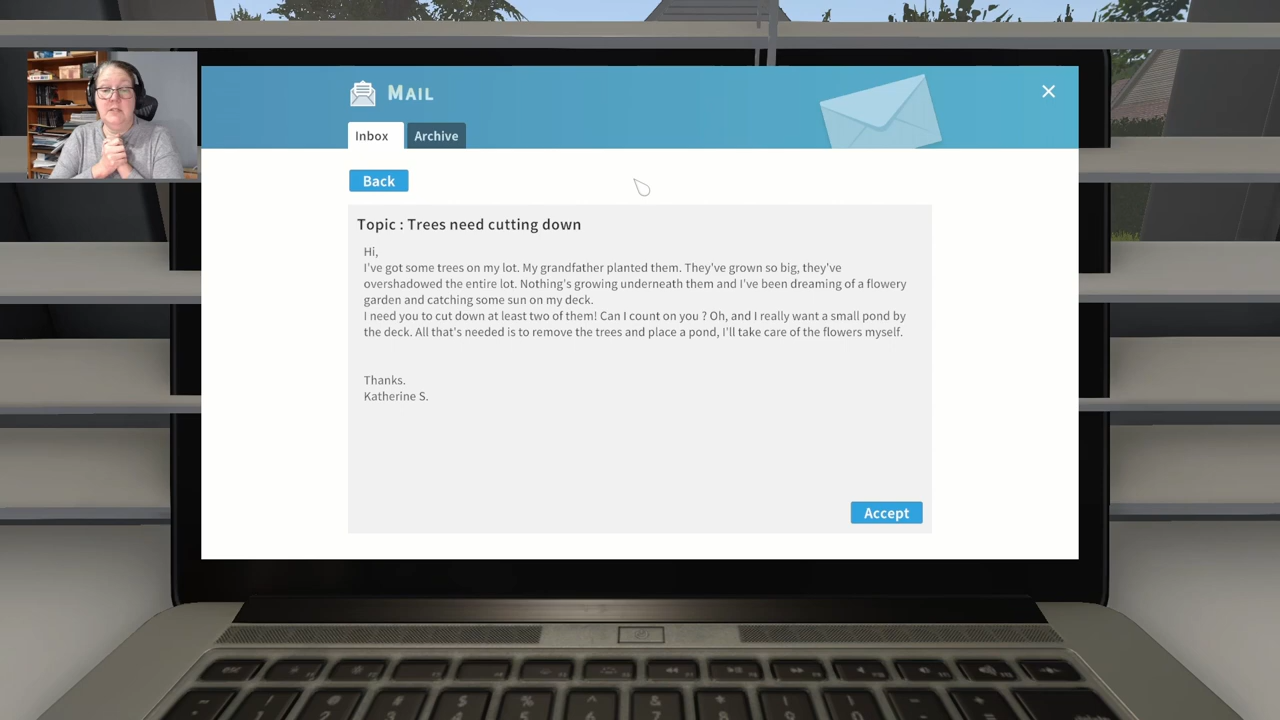 MAIL
Inbox
Archive
Back
Topic : Trees need cutting down
Hi,
I've got some trees on my lot. My grandfather planted them. They've grown so big, they've
overshadowed the entire lot. Nothing's growing underneath them and I've been dreaming of a flowery
garden and catching some sun on my deck.
I need you to cut down at least two of them! Can I count on you ? Oh, and I really want a small pond by
the deck. All that's needed is to remove the trees and place a pond, I'll take care of the flowers myself.
Thanks.
Katherine S.
Accept